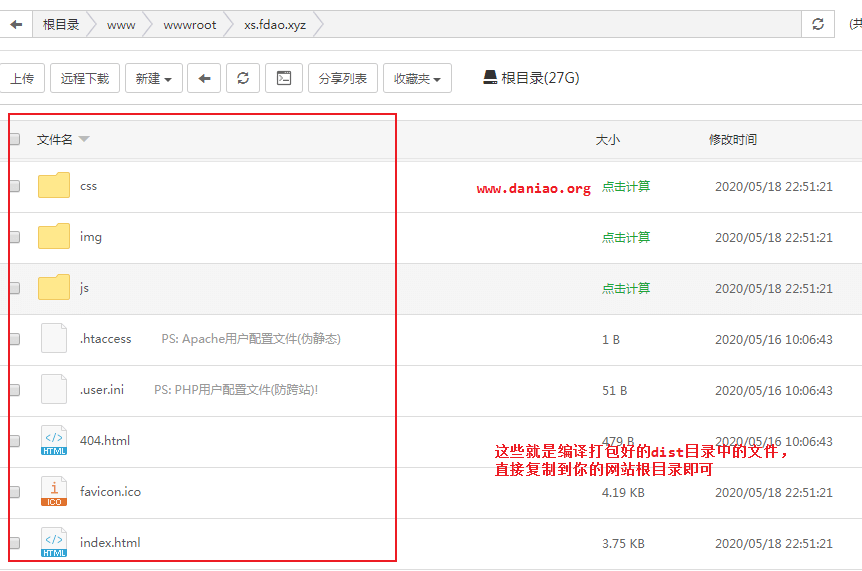 根目录 www wwwroot xs.fdao.xyz (共
上传 远程下载 新建 分享列表 收藏夹 根目录(27G)
文件名 大小 修改时间
css www.daniao.org 点击计算 2020/05/18 22:51:21
img 点击计算 2020/05/18 22:51:21
js 点击计算 2020/05/18 22:51:21
.htaccess PS: Apache用户配置文件(伪静态) 1 B 2020/05/16 10:06:43
.user.ini PS: PHP用户配置文件(防跨站)! 51 B 2020/05/16 10:06:43
</> HTML 404.html 479 B 2020/05/16 10:06:43
这些就是编译打包好的dist目录中的文件，
直接复制到你的网站根目录即可
i ICO favicon.ico 4.19 KB 2020/05/18 22:51:21
</> HTML index.html 3.75 KB 2020/05/18 22:51:21